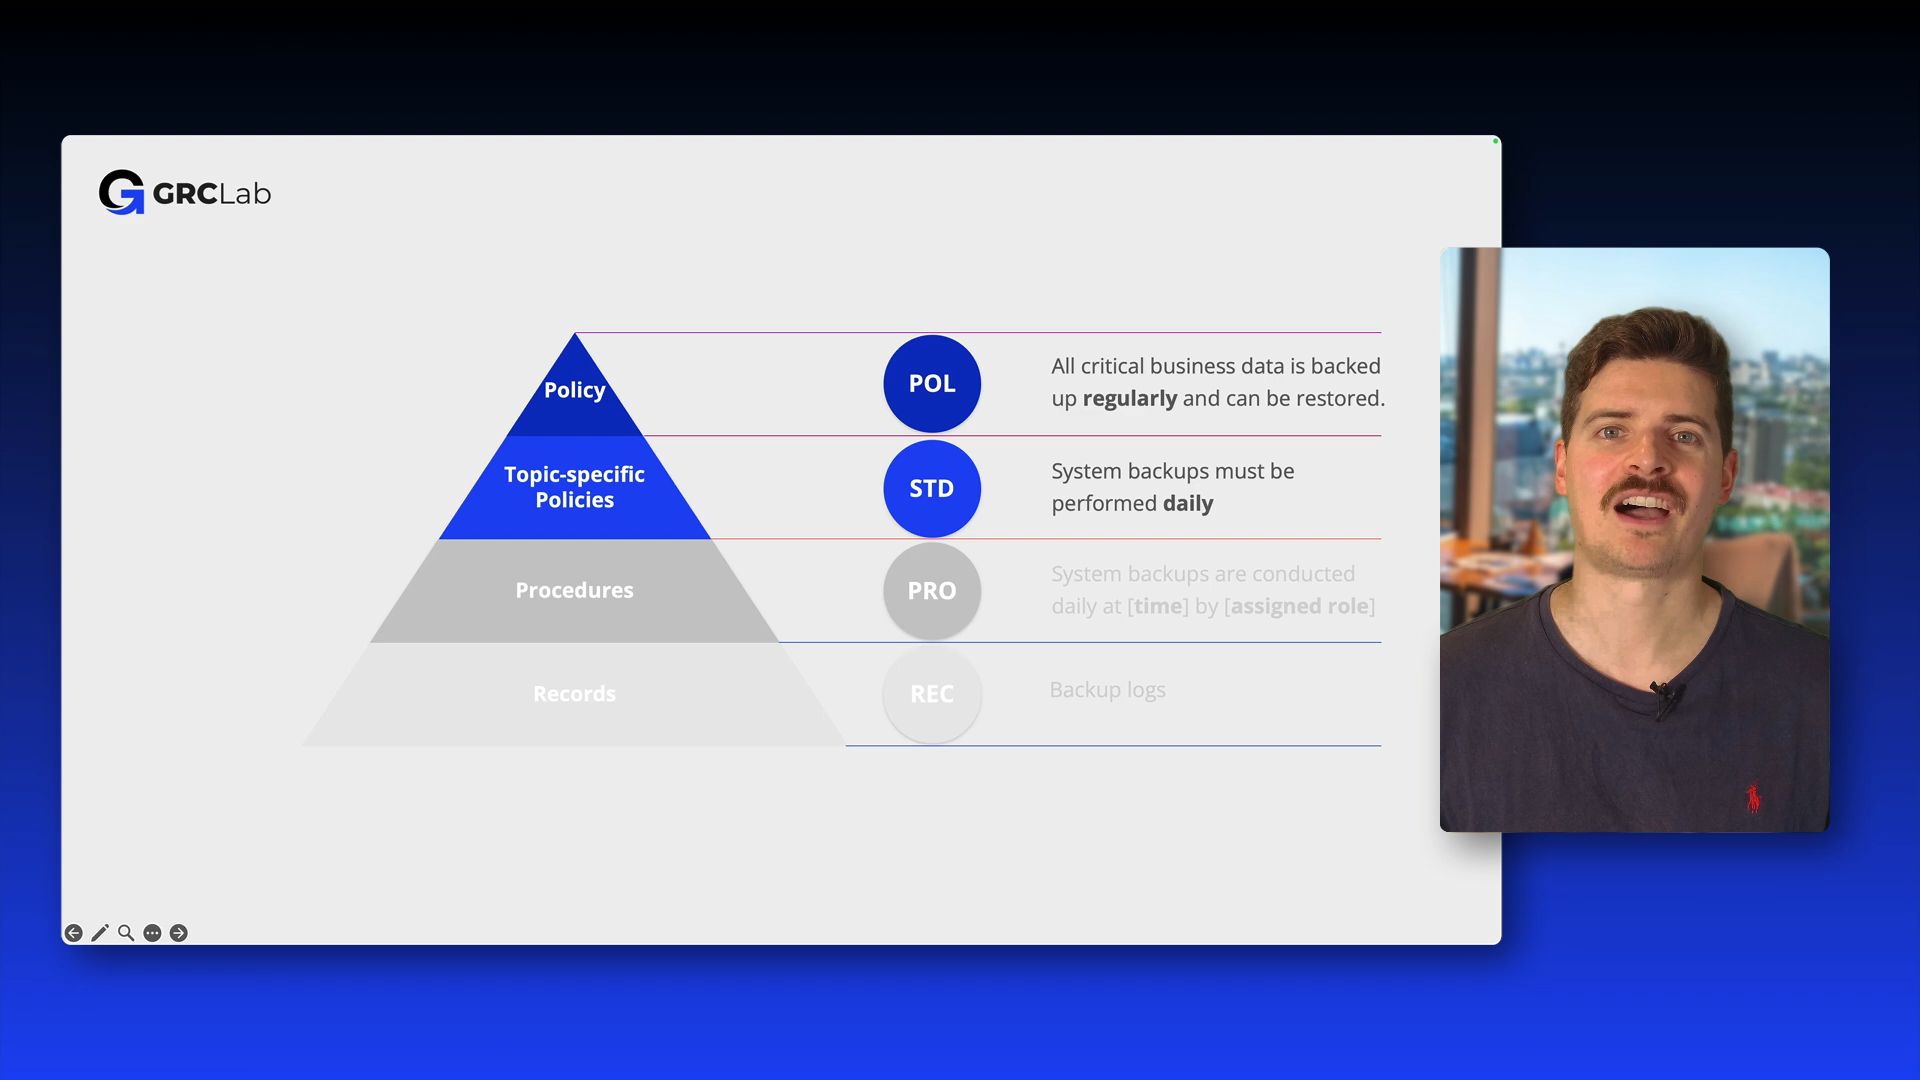 GRCLab
Policy
POL
All critical business data is backed
up regularly and can be restored.
Topic-specific
Policies
STD
System backups must be
performed daily
Procedures
PRO
System backups are conducted
daily at [time] by [assigned role]
Records
REC
Backup logs